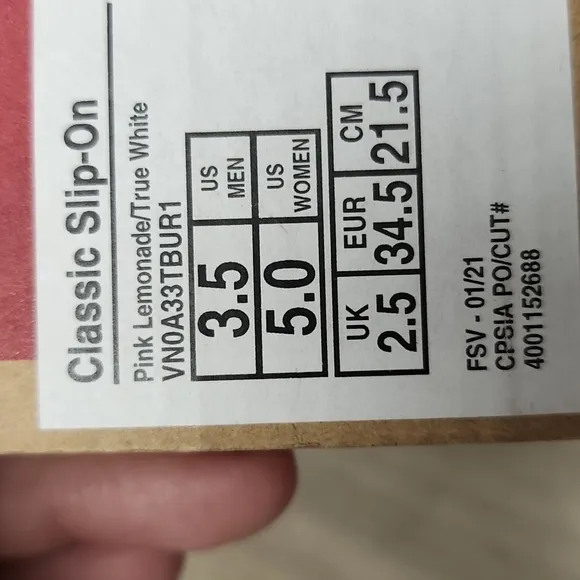 Classic Slip-On
Pink Lemonade/True White
VN0A33TBUR1
3.5 US MEN
5.0 US WOMEN
UK EUR CM
2.5 34.5 21.5
FSV - 01/21
CPSIA PO/CUT#
4001152688